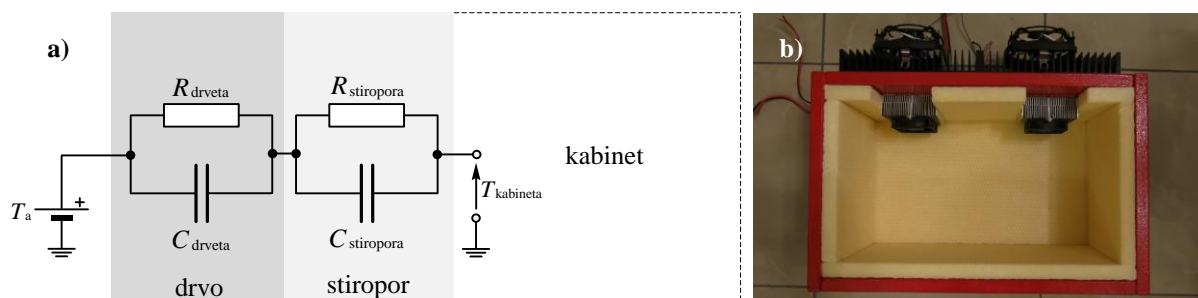 a)
R drveta
R stiropora
C drveta
C stiropora
T a
+
T kabineta
kabinet
drvo
stiropor
b)